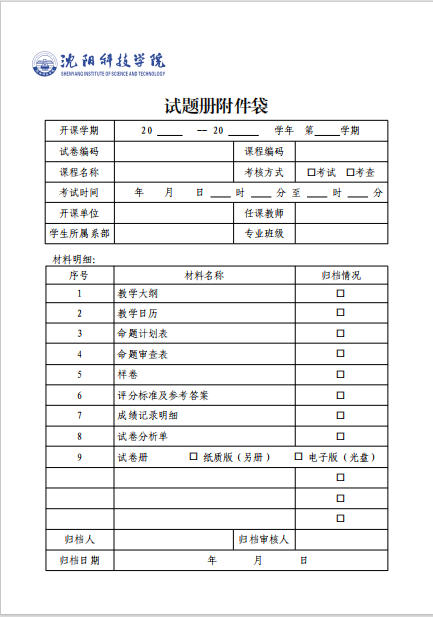 沈阳科技学院
SHENYANG INSTITUTE OF SCIENCE AND TECHNOLOGY
试题册附件袋
开课学期 20 _____ -- 20 _____ 学年 第_____学期
试卷编码 课程编码
课程名称 考核方式 □考试 □考查
考试时间 年 月 日 ____ 时 ____ 分 至 ____ 时 ____ 分
开课单位 任课教师
学生所属系部 专业班级
材料明细:
序号 材料名称 归档情况
1 教学大纲 □
2 教学日历 □
3 命题计划表 □
4 命题审查表 □
5 样卷 □
6 评分标准及参考答案 □
7 成绩记录明细 □
8 试卷分析单 □
9 试卷册 □ 纸质版（另册） □ 电子版（光盘）
□
□
□
归档人 归档审核人
归档日期 年 月 日